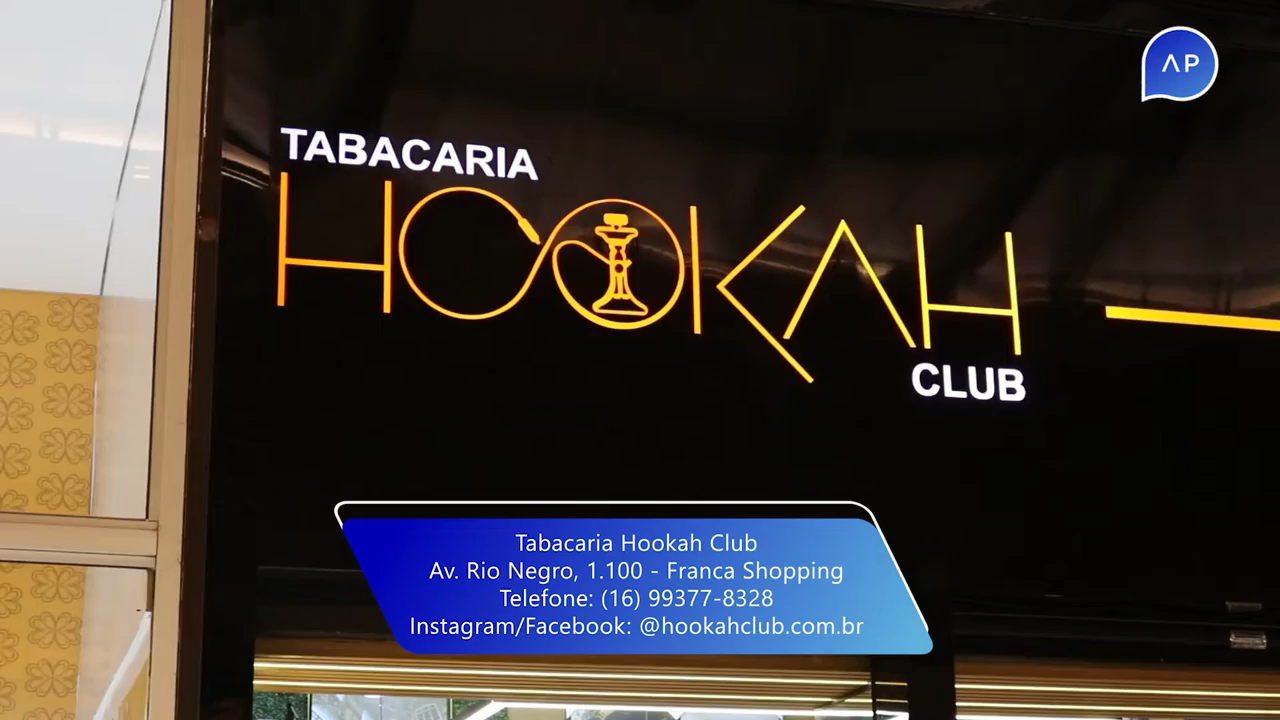 AP
TABACARIA
HOOKAH
CLUB
Tabacaria Hookah Club
Av. Rio Negro, 1.100 - Franca Shopping
Telefone: (16) 99377-8328
Instagram/Facebook: @hookahclub.com.br